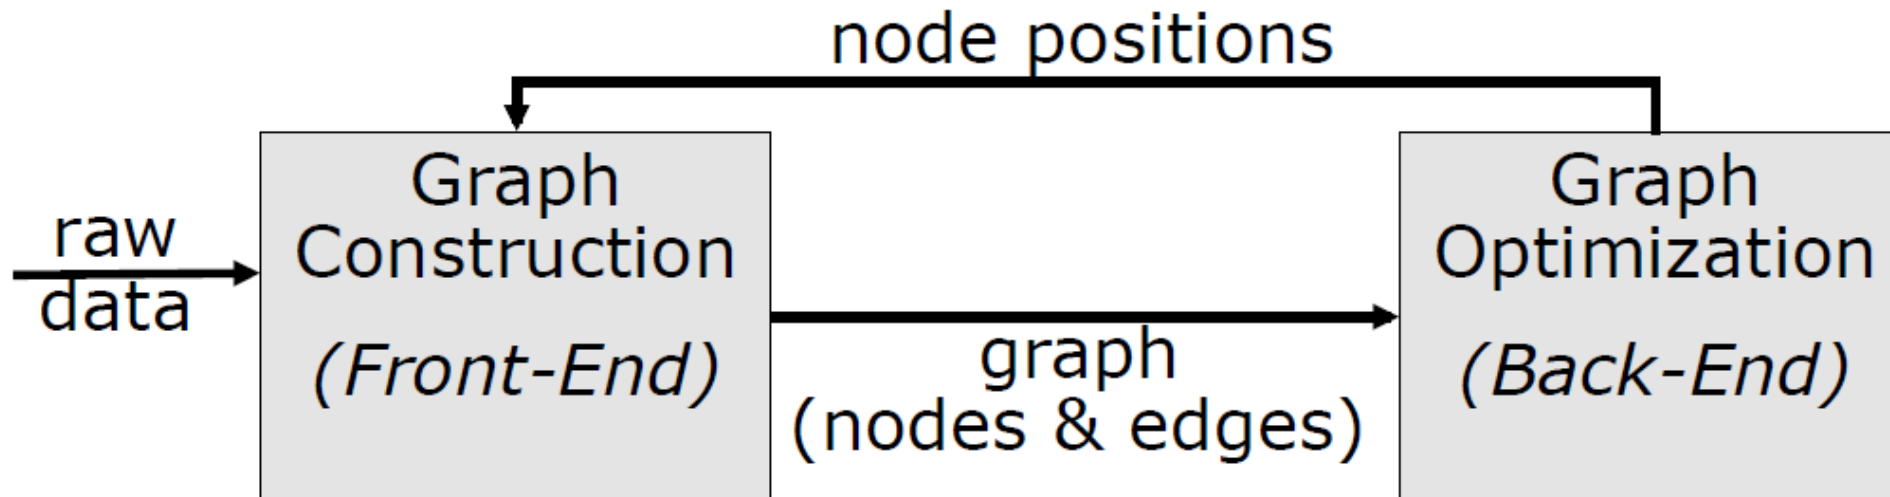 node positions
raw
data
Graph
Construction
(Front-End)
graph
(nodes & edges)
Graph
Optimization
(Back-End)